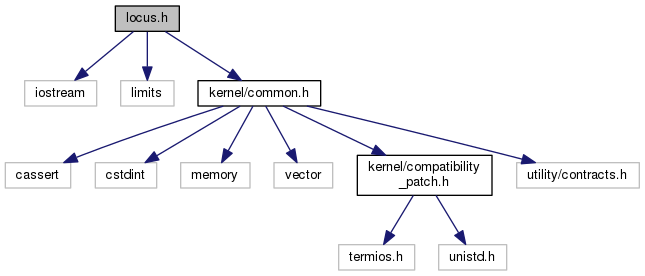 locus.h
iostream
limits
kernel/common.h
cassert
cstdint
memory
vector
kernel/compatibility
_patch.h
utility/contracts.h
termios.h
unistd.h